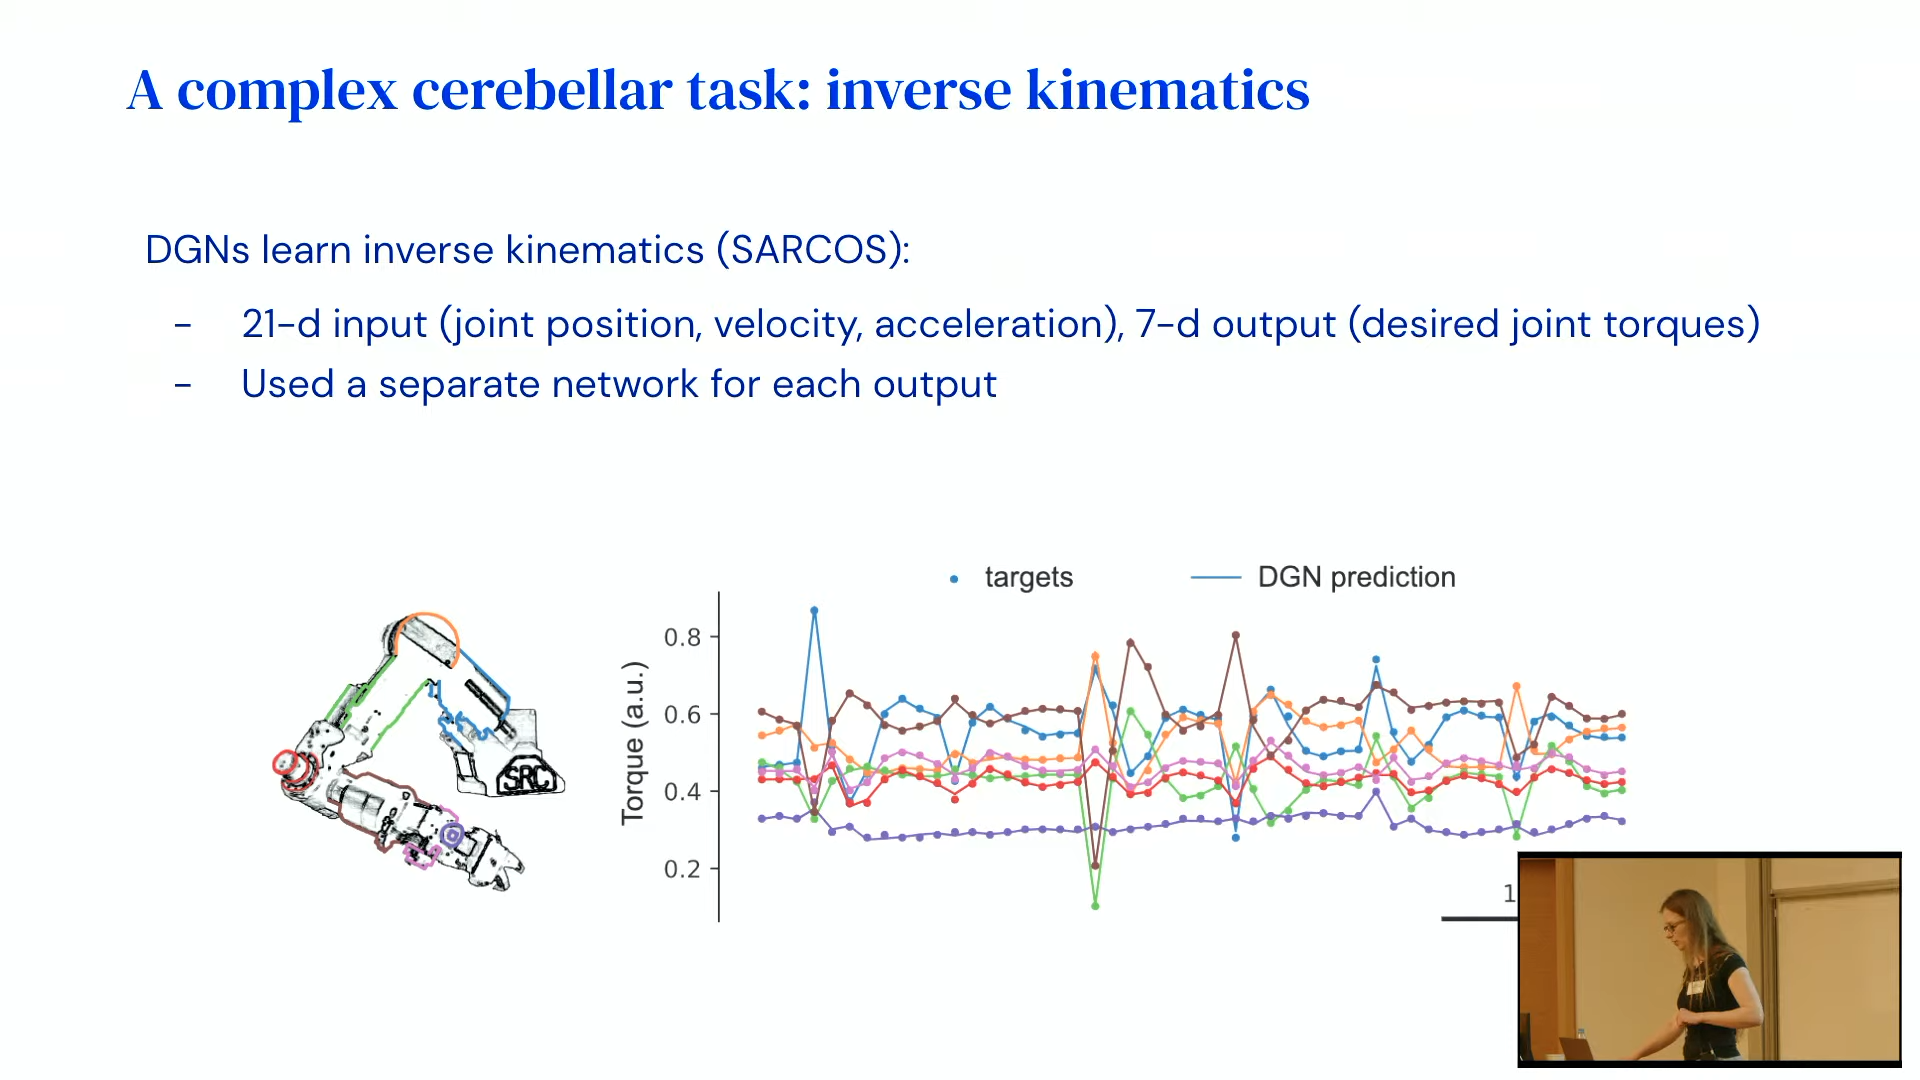 A complex cerebellar task: inverse kinematics
DGNs learn inverse kinematics (SARCOS):
- 21-d input (joint position, velocity, acceleration), 7-d output (desired joint torques)
- Used a separate network for each output
targets
DGN prediction
Torque (a.u.)
0.8
0.6
0.4
0.2
SRC
1